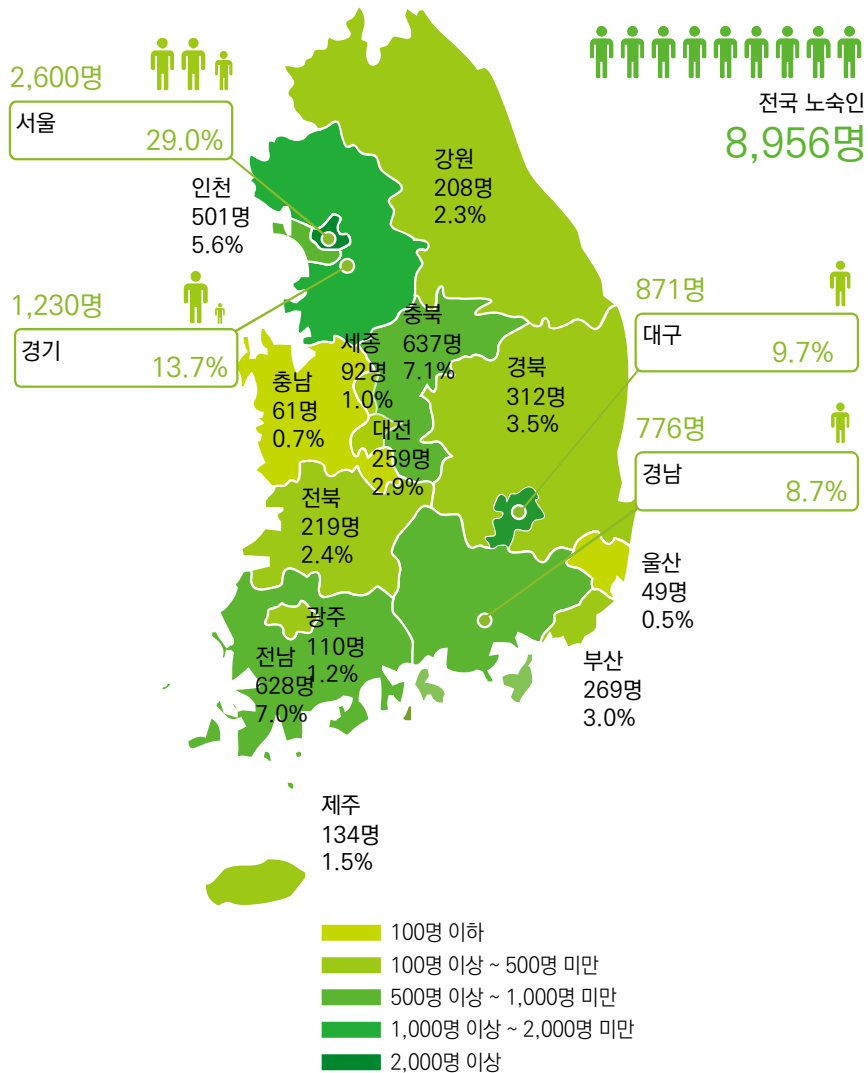 2,600명
서울
29.0%
전국 노숙인
8,956명
강원
208명
2.3%
인천
501명
5.6%
1,230명
경기
13.7%
871명
대구
9.7%
충북
637명
7.1%
세종
92명
1.0%
경북
312명
3.5%
충남
61명
0.7%
대전
259명
2.9%
776명
경남
8.7%
전북
219명
2.4%
울산
49명
0.5%
광주
110명
1.2%
전남
628명
7.0%
부산
269명
3.0%
제주
134명
1.5%
100명 이하
100명 이상 ~ 500명 미만
500명 이상 ~ 1,000명 미만
1,000명 이상 ~ 2,000명 미만
2,000명 이상